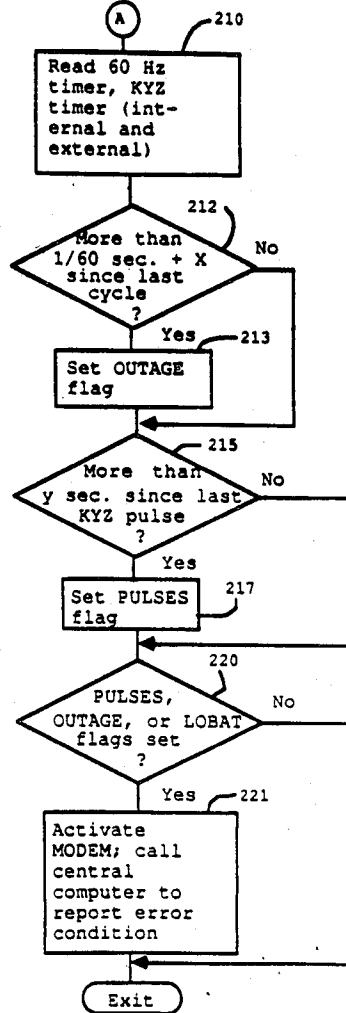 A
210
Read 60 Hz
timer, KYZ
timer (int-
ernal and
external)
212
More than
1/60 sec. + X
since last
cycle
?
No
Yes
213
Set OUTAGE
flag
215
More than
y sec. since last
KYZ pulse
?
No
Yes
217
Set PULSES
flag
220
PULSES,
OUTAGE, or LOBAT
flags set
?
No
Yes
221
Activate
MODEM; call
central
computer to
report error
condition
Exit